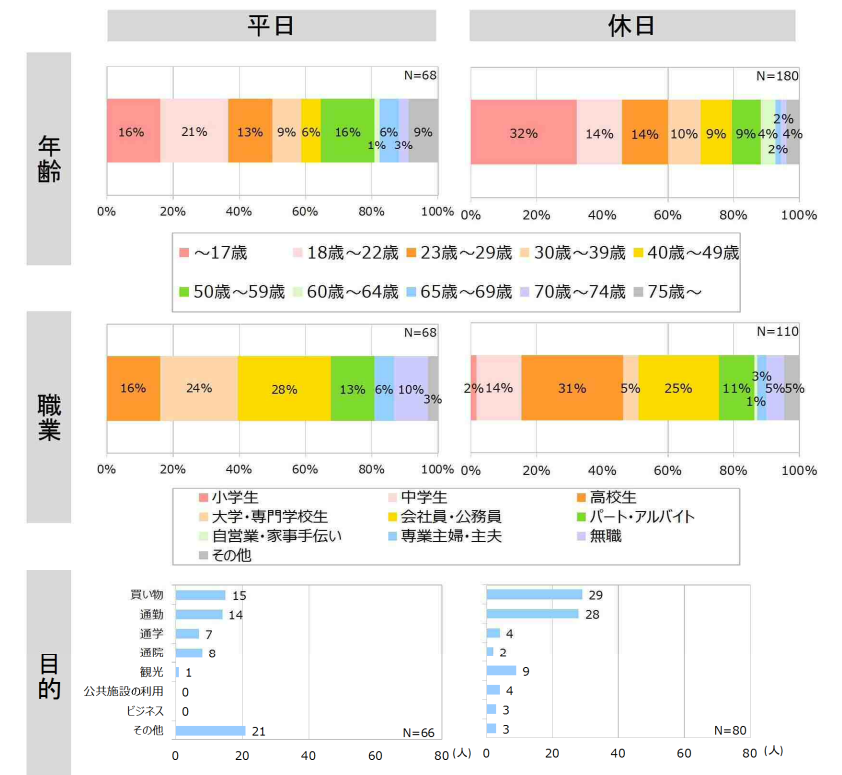 平日
休日
年齢
N=68
16% 21% 13% 9% 6% 16% 1% 6% 3% 9%
0% 20% 40% 60% 80% 100%
N=180
32% 14% 14% 10% 9% 9% 4% 2% 2% 4%
0% 20% 40% 60% 80% 100%
～17歳 18歳～22歳 23歳～29歳 30歳～39歳 40歳～49歳
50歳～59歳 60歳～64歳 65歳～69歳 70歳～74歳 75歳～
職業
N=68
16% 24% 28% 13% 6% 10% 3%
0% 20% 40% 60% 80% 100%
N=110
2% 14% 31% 5% 25% 11% 1% 3% 5% 5%
0% 20% 40% 60% 80% 100%
小学生 中学生 高校生
大学・専門学校生 会社員・公務員 パート・アルバイト
自営業・家事手伝い 専業主婦・主夫 無職
その他
目的
買い物 15 29
通勤 14 28
通学 7 4
通院 8 2
観光 1 9
公共施設の利用 0 4
ビジネス 0 3
その他 21 3
N=66 N=80
0 20 40 60 80 (人) 0 20 40 60 80 (人)